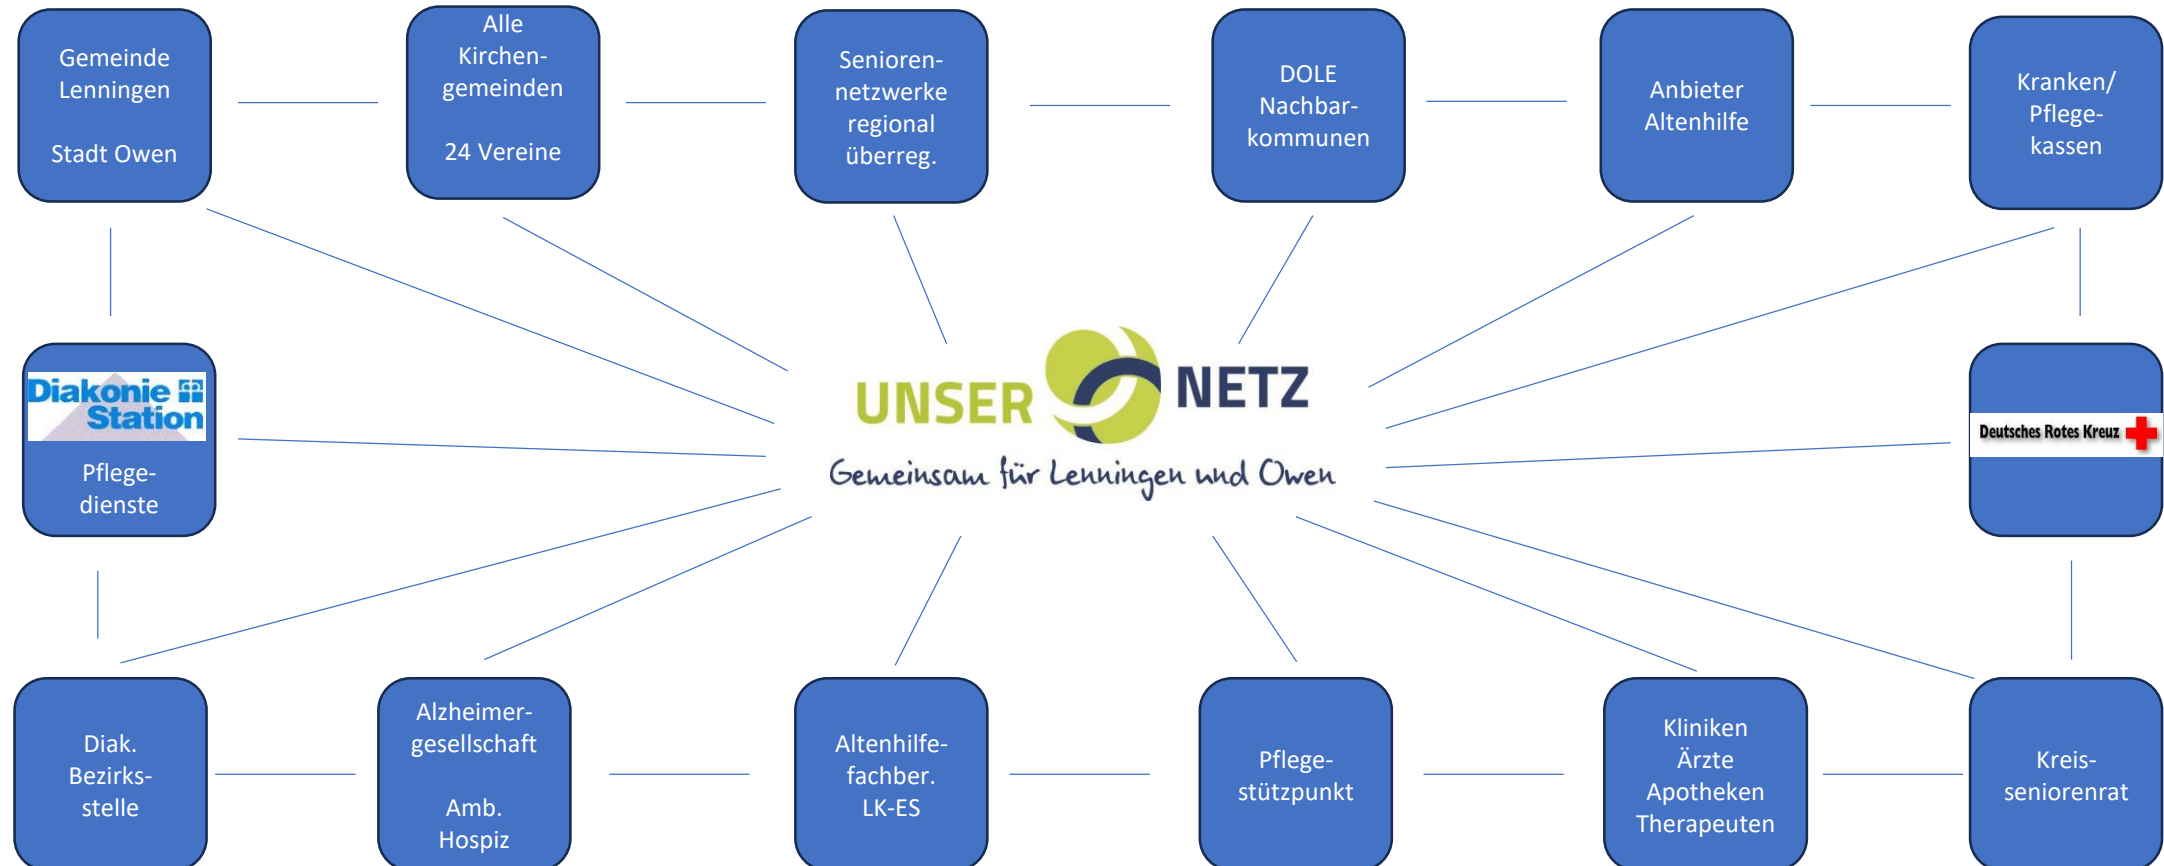 Gemeinde
Lenningen
Stadt Owen
Alle
Kirchen-
gemeinden
24 Vereine
Senioren-
netzwerke
regional
überreg.
DOLE
Nachbar-
kommunen
Anbieter
Altenhilfe
Kranken/
Pflege-
kassen
Diakonie
Station
Pflege-
dienste
UNSER NETZ
Gemeinsam für Lenningen und Owen
Deutsches Rotes Kreuz
Diak.
Bezirks-
stelle
Alzheimer-
gesellschaft
Amb.
Hospiz
Altenhilfe-
fachber.
LK-ES
Pflege-
stützpunkt
Kliniken
Ärzte
Apotheken
Therapeuten
Kreis-
seniorenrat